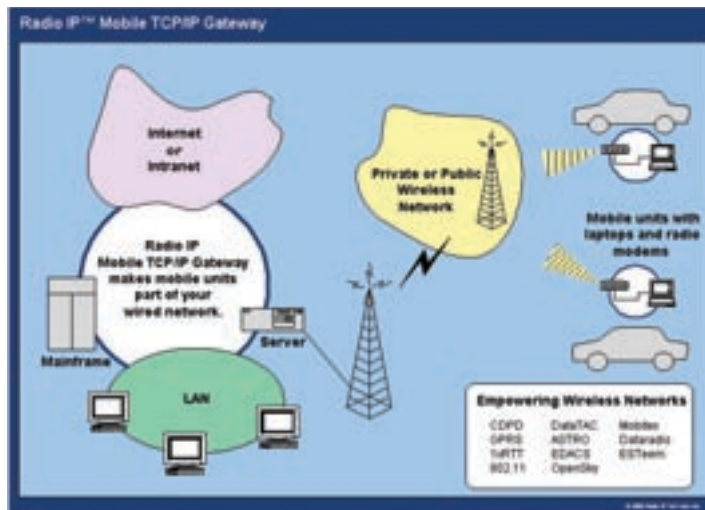 Radio IP™ Mobile TCP/IP Gateway
Internet
or
Intranet
Private or Public
Wireless
Network
Mobile units with
laptops and radio
modems
Radio IP
Mobile TCP/IP Gateway
makes mobile units
part of your
wired network.
Mainframe
Server
LAN
Empowering Wireless Networks
CDPD DataTAC Mobitex
GPRS ASTRO Dataradio
1xRTT EDACS ESTeem
802.11 OpenSky